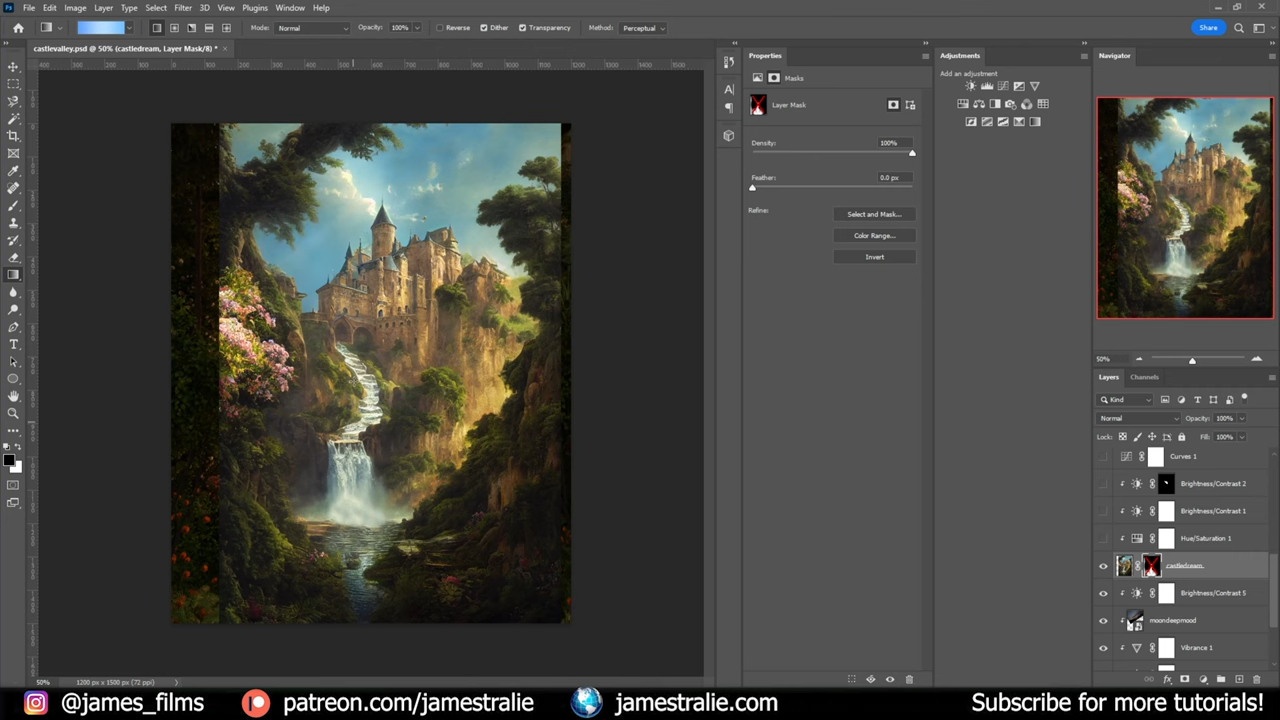 Ps File Edit Image Layer Type Select Filter 3D View Plugins Window Help
Mode: Normal Opacity: 100% Reverse Dither Transparency Method: Perceptual Share
castlevalley.psd @ 50% (castledream, Layer Mask/8) *
Properties
Adjustments
Navigator
Masks
Add an adjustment
Layer Mask
Density: 100%
Feather: 0.0 px
Refine: Select and Mask...
Color Range...
Invert
50%
Layers Channels
Kind
Normal Opacity: 100%
Lock: Fill: 100%
Curves 1
Brightness/Contrast 2
Brightness/Contrast 1
Hue/Saturation 1
castledream
Brightness/Contrast 5
moondeepmood
Vibrance 1
50% 1200 px x 1500 px (72 ppi)
@james_films patreon.com/jamestralie jamestralie.com Subscribe for more tutorials!